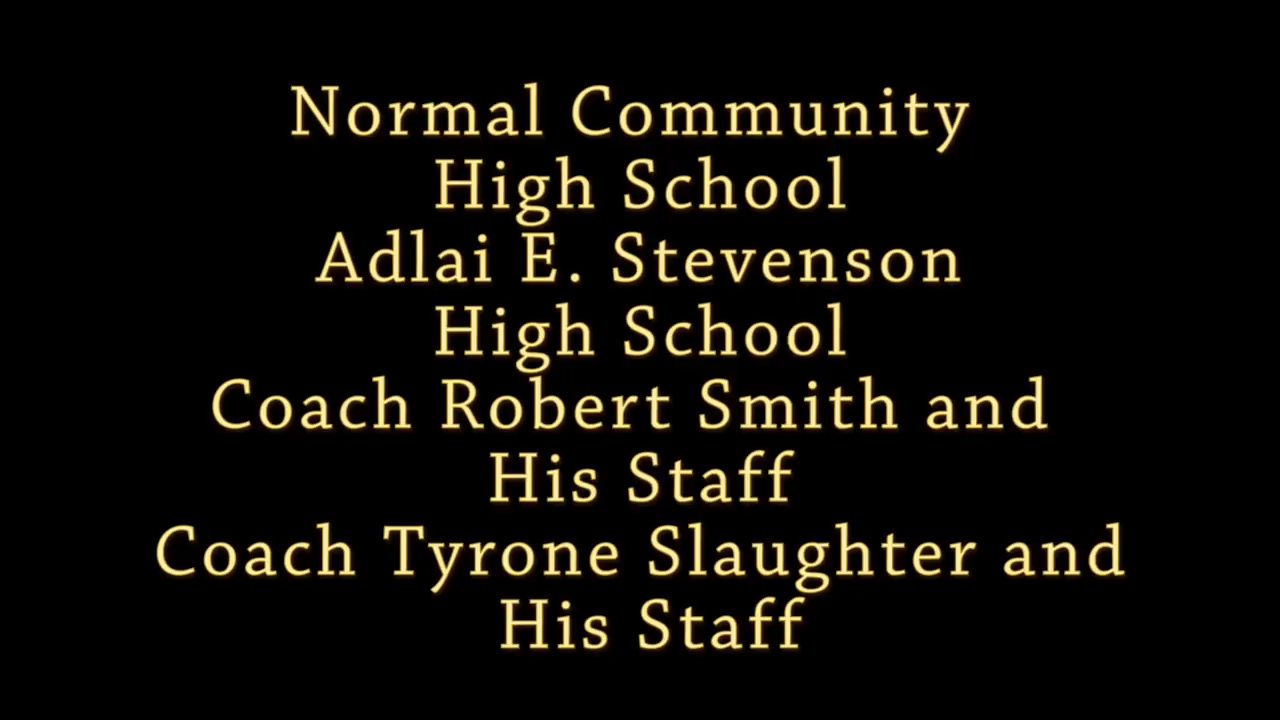 Normal Community
High School
Adlai E. Stevenson
High School
Coach Robert Smith and
His Staff
Coach Tyrone Slaughter and
His Staff